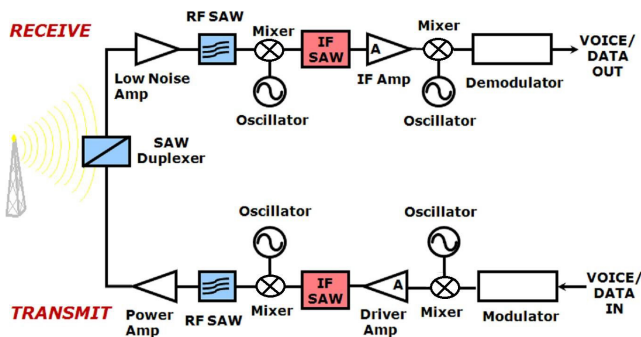 RECEIVE
RF SAW
Mixer
IF
SAW
A
Mixer
VOICE/
DATA
OUT
Low Noise
Amp
Oscillator
IF Amp
Oscillator
Demodulator
SAW
Duplexer
Oscillator
Oscillator
TRANSMIT
Power
Amp
RF SAW
Mixer
IF
SAW
A
Driver
Amp
Mixer
Modulator
VOICE/
DATA
IN